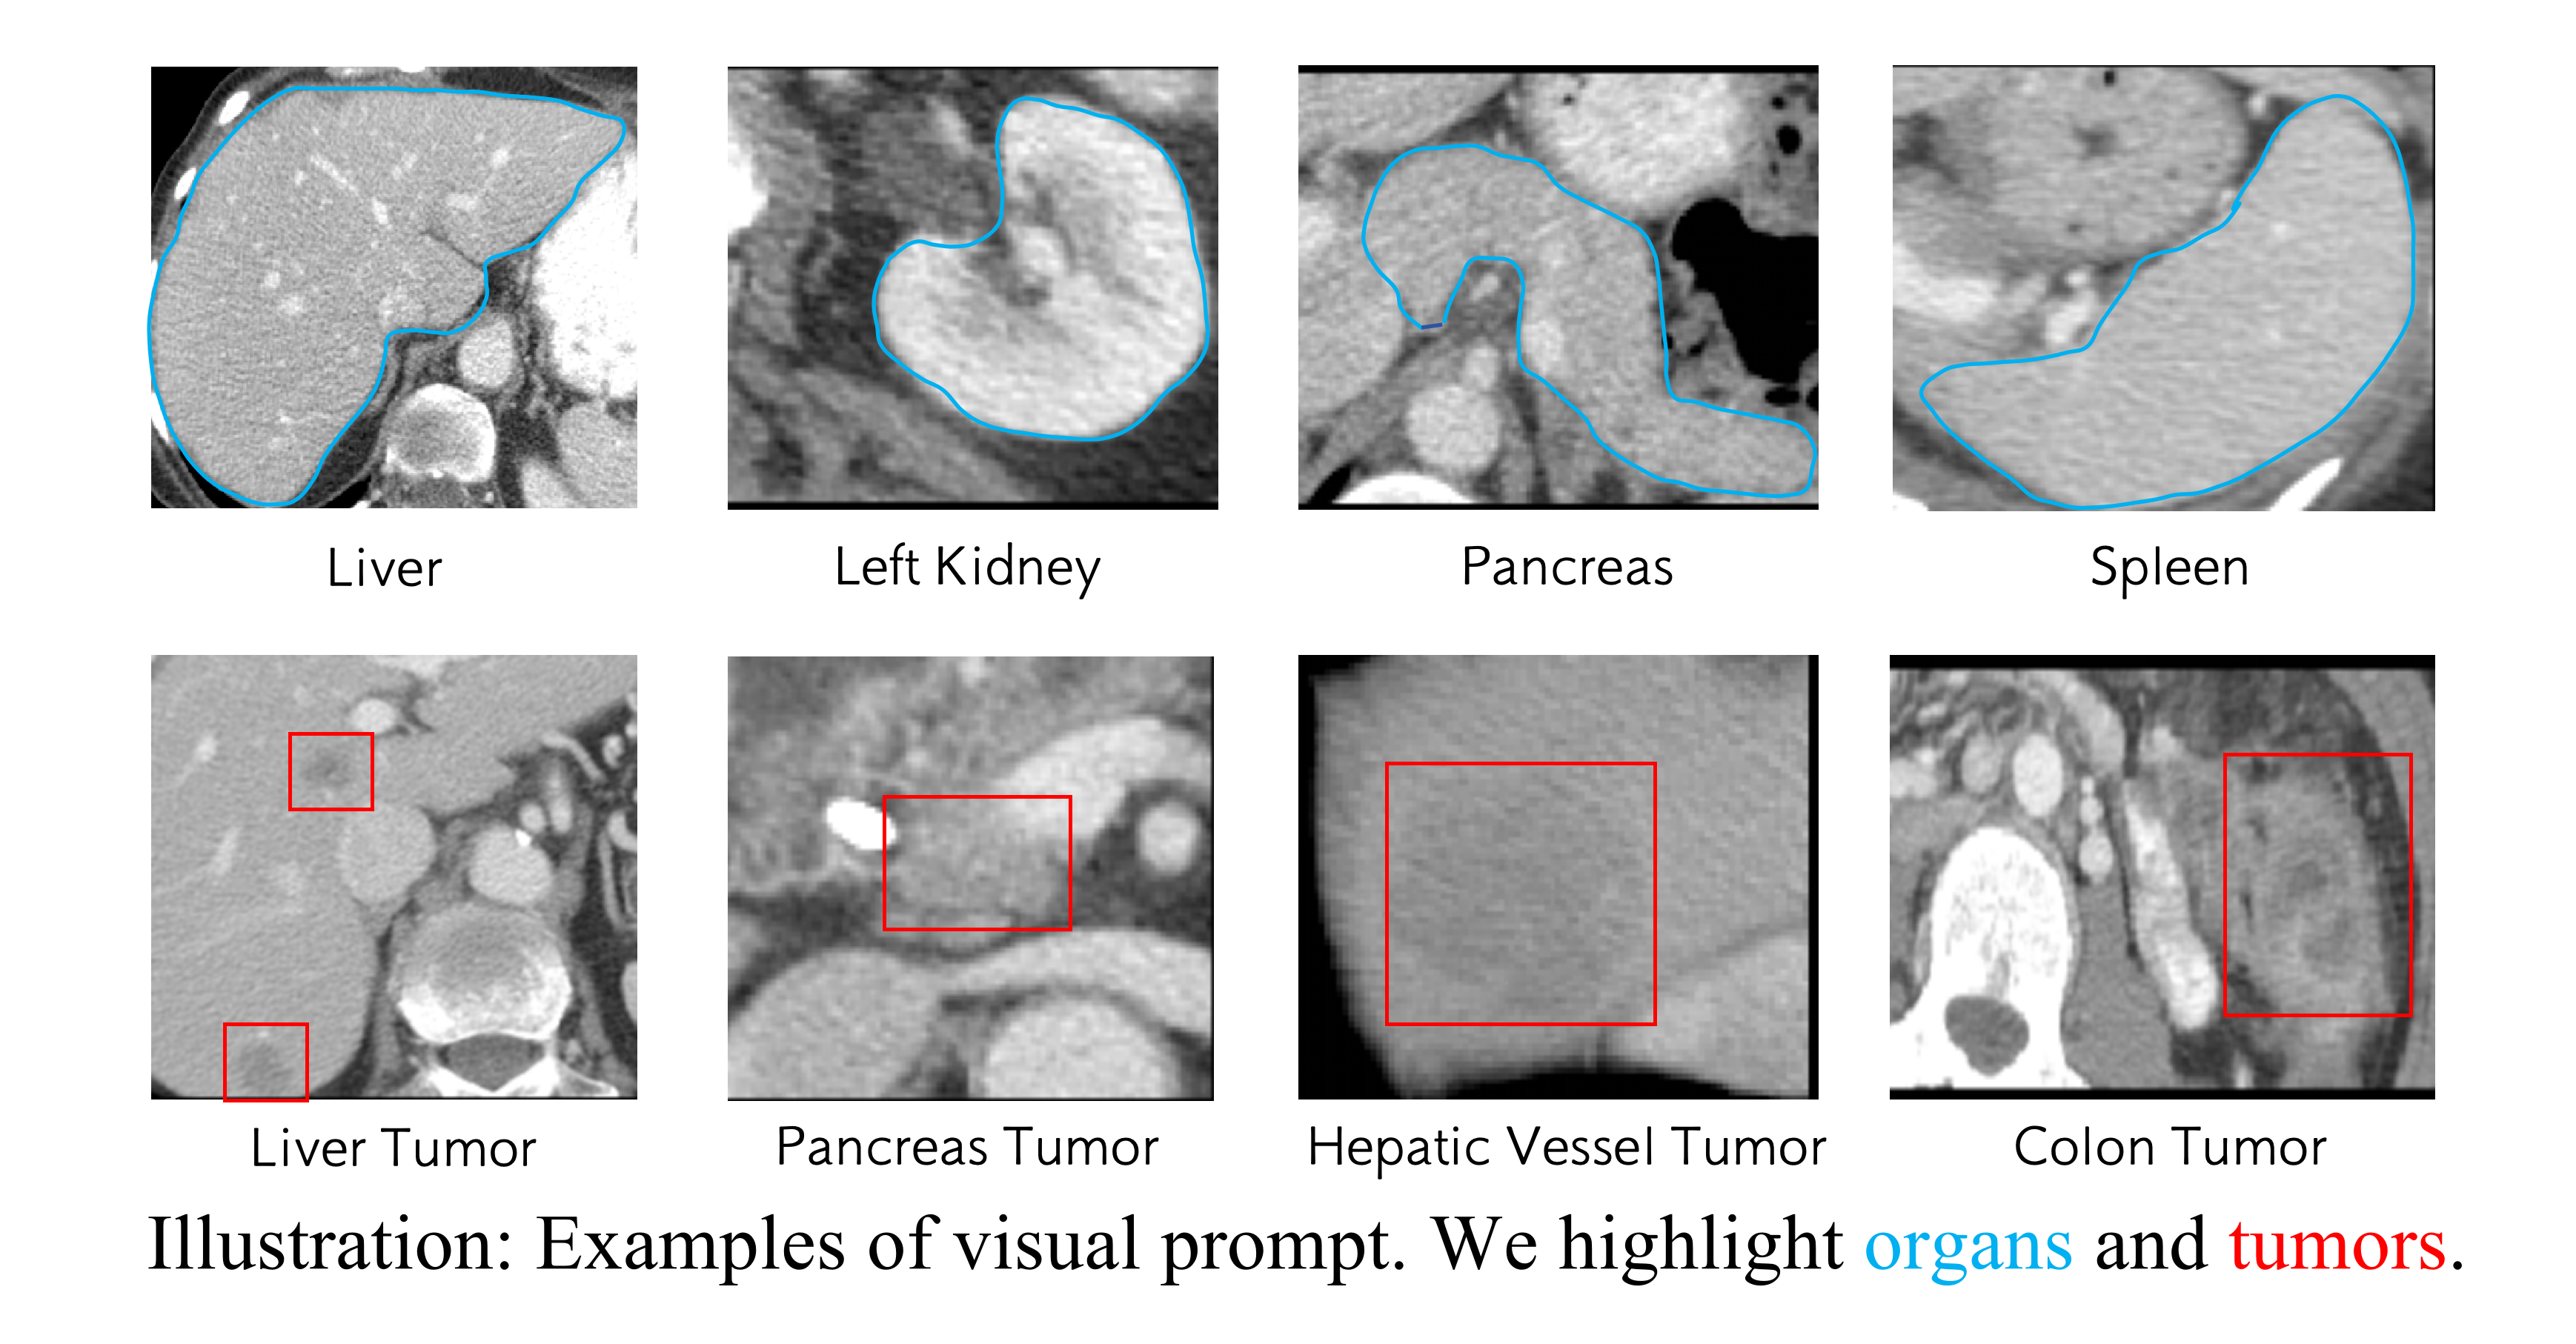 Liver
Left Kidney
Pancreas
Spleen
Liver Tumor
Pancreas Tumor
Hepatic Vessel Tumor
Colon Tumor
Illustration: Examples of visual prompt. We highlight organs and tumors.